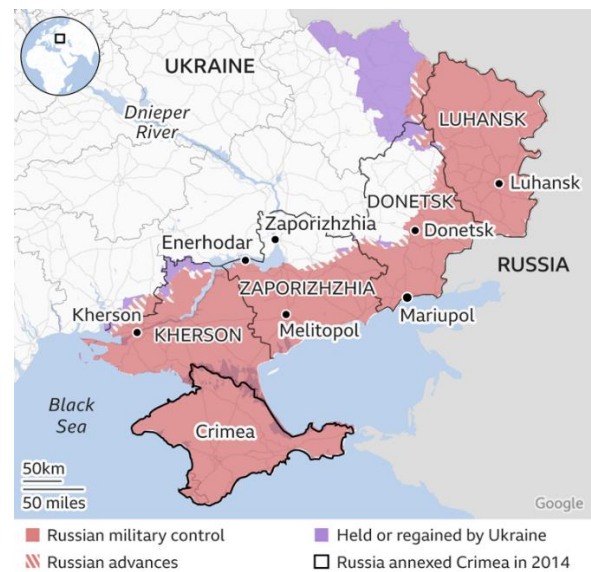 UKRAINE
Dnieper
River
LUHANSK
Luhansk
DONETSK
Zaporizhzhia
Donetsk
Enerhodar
RUSSIA
ZAPORIZHZHIA
Mariupol
Kherson
KHERSON
Melitopol
Black
Sea
Crimea
50km
50 miles
Google
Russian military control
Held or regained by Ukraine
Russian advances
Russia annexed Crimea in 2014